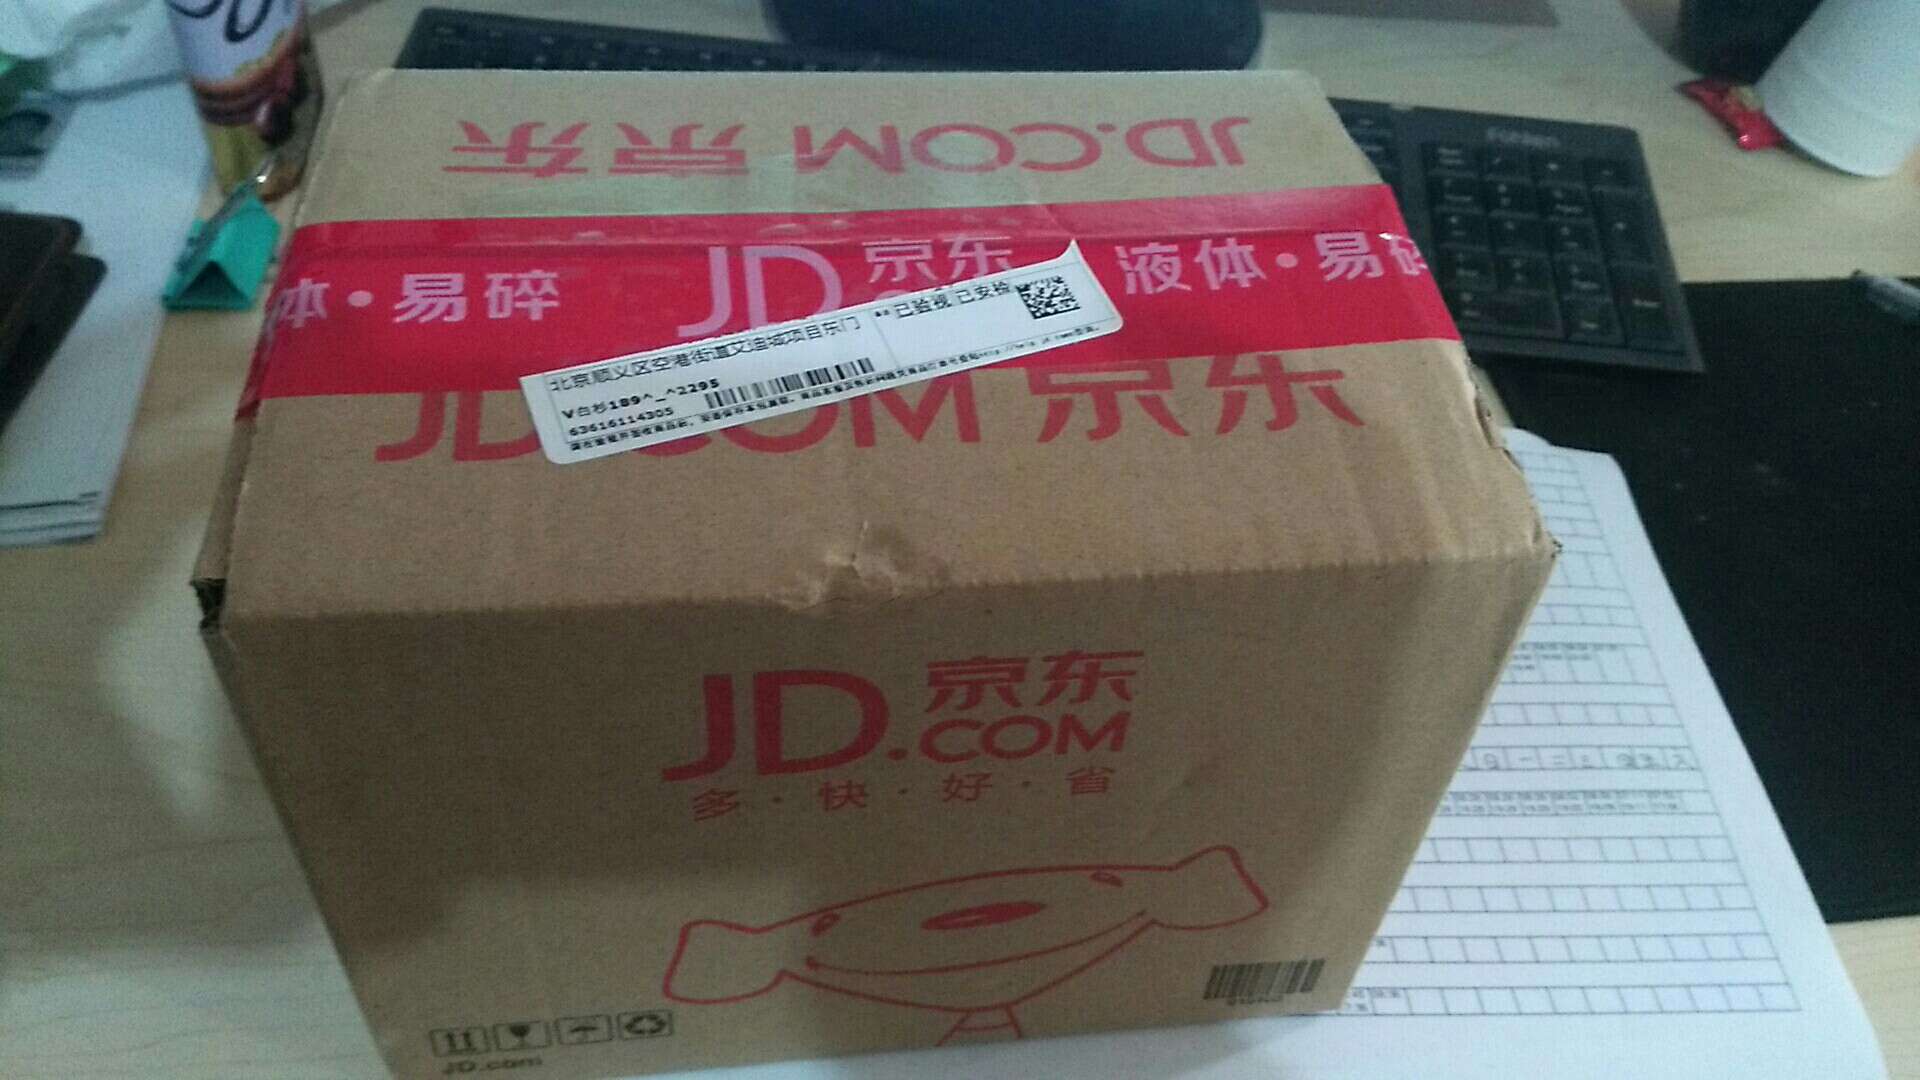 JD.COM 京东
体·易碎
JD 京东
液体·易碎
已验视 已安检
北京顺义区空港街道艾迪城项目东门
V白杉189^_^2295
63616114305
JD.COM 京东
JD 京东
.COM
多·快·好·省
JD.com